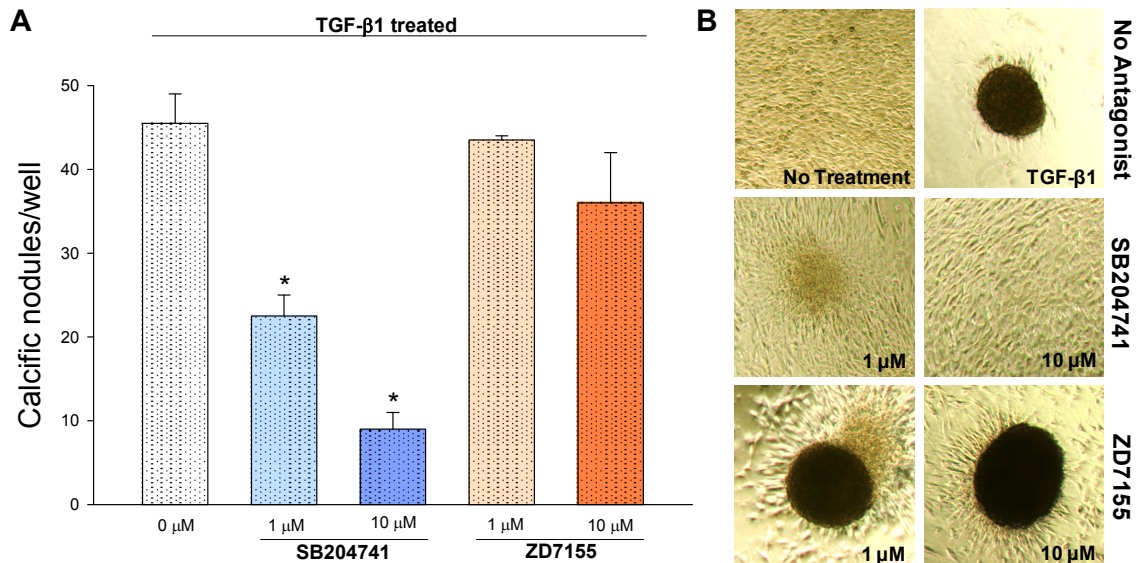 A
TGF-β1 treated
Calcific nodules/well
50
40
30
20
10
0
*
*
0 μM
1 μM
10 μM
1 μM
10 μM
SB204741
ZD7155
B
No Treatment
TGF-β1
No Antagonist
1 μM
10 μM
SB204741
1 μM
10 μM
ZD7155